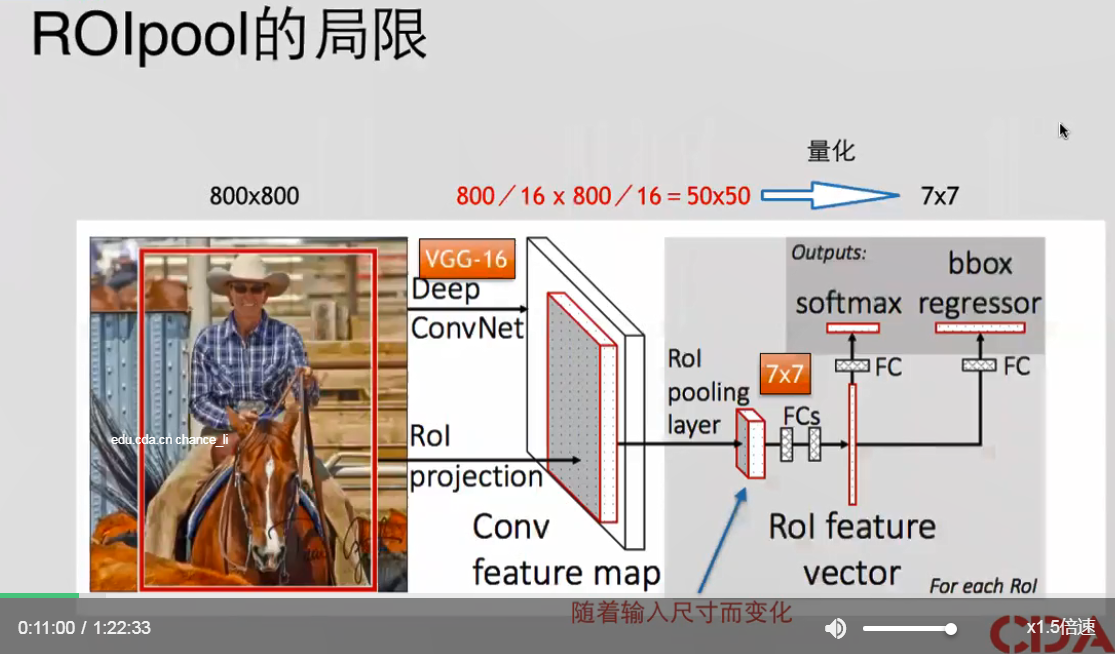 ROIpool的局限
量化
800x800
800／16 x 800／16 = 50x50
7x7
VGG-16
Deep
ConvNet
RoI
projection
Conv
feature map
RoI
pooling
layer
7x7
FCs
Outputs:
bbox
softmax
regressor
FC
FC
RoI feature
vector
For each RoI
edu.cda.cn chance_li
随着输入尺寸而变化
0:11:00 / 1:22:33
x1.5倍速
CDA